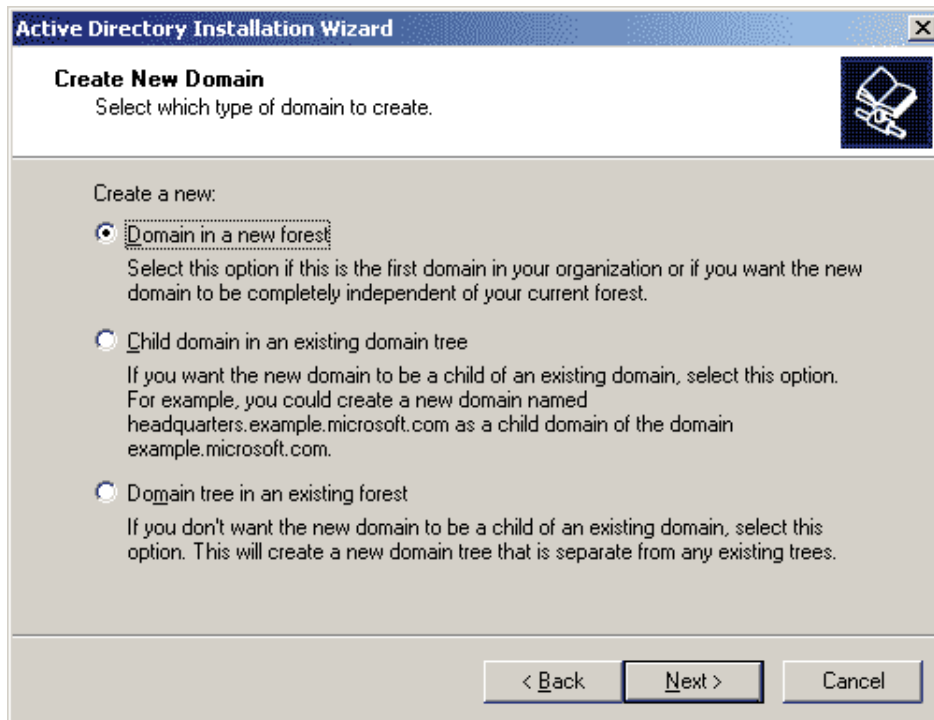 Active Directory Installation Wizard
Create New Domain
Select which type of domain to create.
Create a new:
Domain in a new forest
Select this option if this is the first domain in your organization or if you want the new
domain to be completely independent of your current forest.
Child domain in an existing domain tree
If you want the new domain to be a child of an existing domain, select this option.
For example, you could create a new domain named
headquarters.example.microsoft.com as a child domain of the domain
example.microsoft.com.
Domain tree in an existing forest
If you don't want the new domain to be a child of an existing domain, select this
option. This will create a new domain tree that is separate from any existing trees.
< Back Next > Cancel